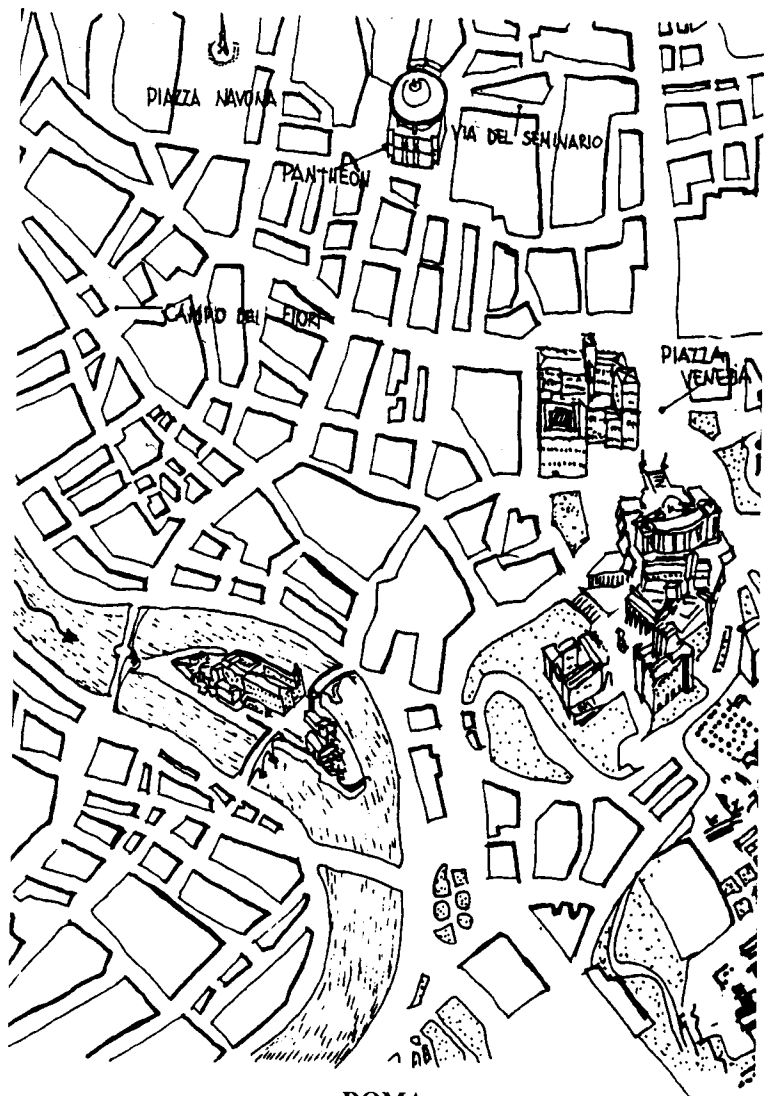 PIAZZA NAVONA
VIA DEL SEMINARIO
PANTHEON
CAMPO DEI FIORI
PIAZZA
VENEZIA
ROMA